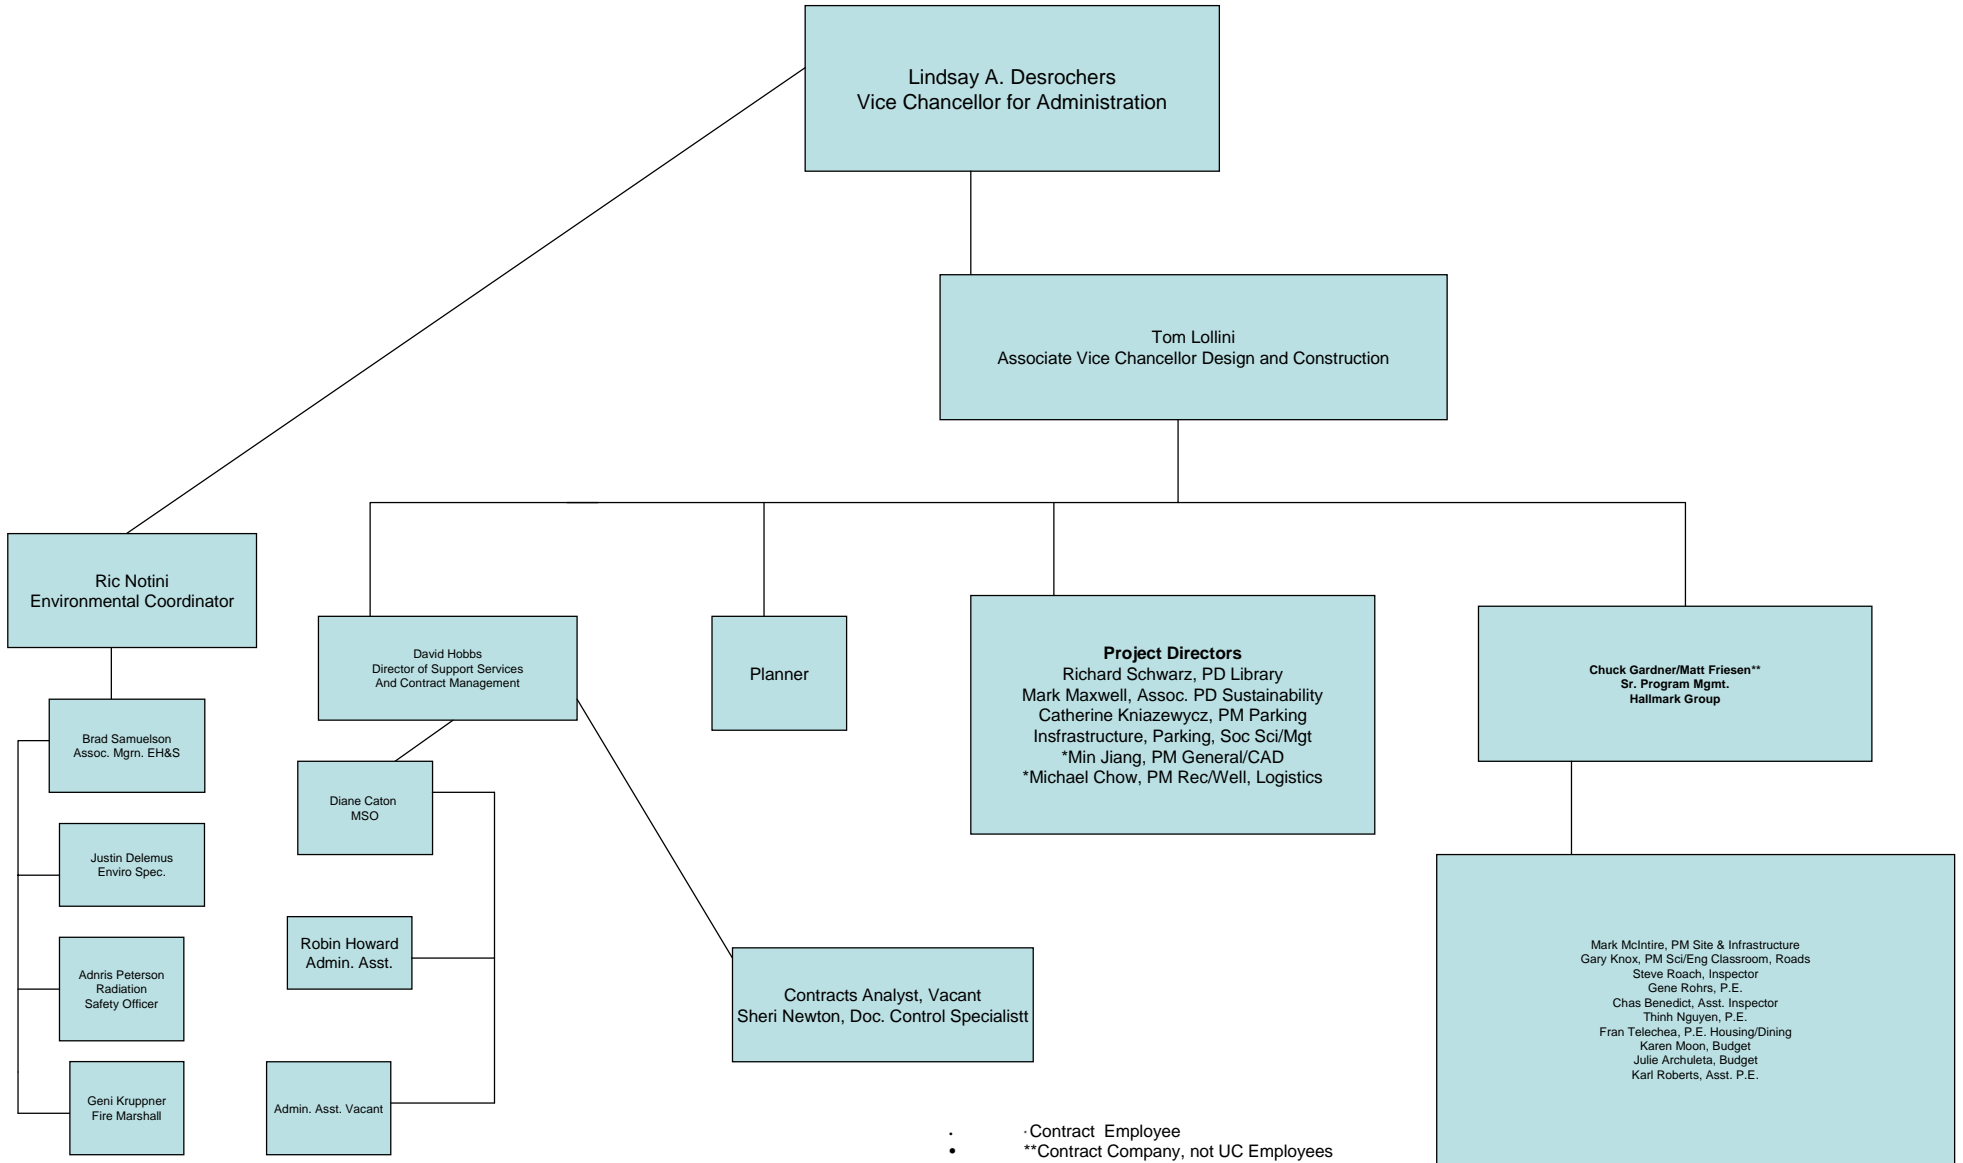 Lindsay A. Desrochers
Vice Chancellor for Administration
Tom Lollini
Associate Vice Chancellor Design and Construction
Ric Notini
Environmental Coordinator
Brad Samuelson
Assoc. Mgrn. EH&S
Justin Delemus
Enviro Spec.
Adnris Peterson
Radiation
Safety Officer
Geni Kruppner
Fire Marshall
David Hobbs
Director of Support Services
And Contract Management
Diane Caton
MSO
Robin Howard
Admin. Asst.
Admin. Asst. Vacant
Contracts Analyst, Vacant
Sheri Newton, Doc. Control Specialistt
Planner
Project Directors
Richard Schwarz, PD Library
Mark Maxwell, Assoc. PD Sustainability
Catherine Kniazewycz, PM Parking
Insfrastructure, Parking, Soc Sci/Mgt
*Min Jiang, PM General/CAD
*Michael Chow, PM Rec/Well, Logistics
Chuck Gardner/Matt Friesen**
Sr. Program Mgmt.
Hallmark Group
Mark McIntire, PM Site & Infrastructure
Gary Knox, PM Sci/Eng Classroom, Roads
Steve Roach, Inspector
Gene Rohrs, P.E.
Chas Benedict, Asst. Inspector
Thinh Nguyen, P.E.
Fran Telechea, P.E. Housing/Dining
Karen Moon, Budget
Julie Archuleta, Budget
Karl Roberts, Asst. P.E.
. ·Contract Employee
• **Contract Company, not UC Employees